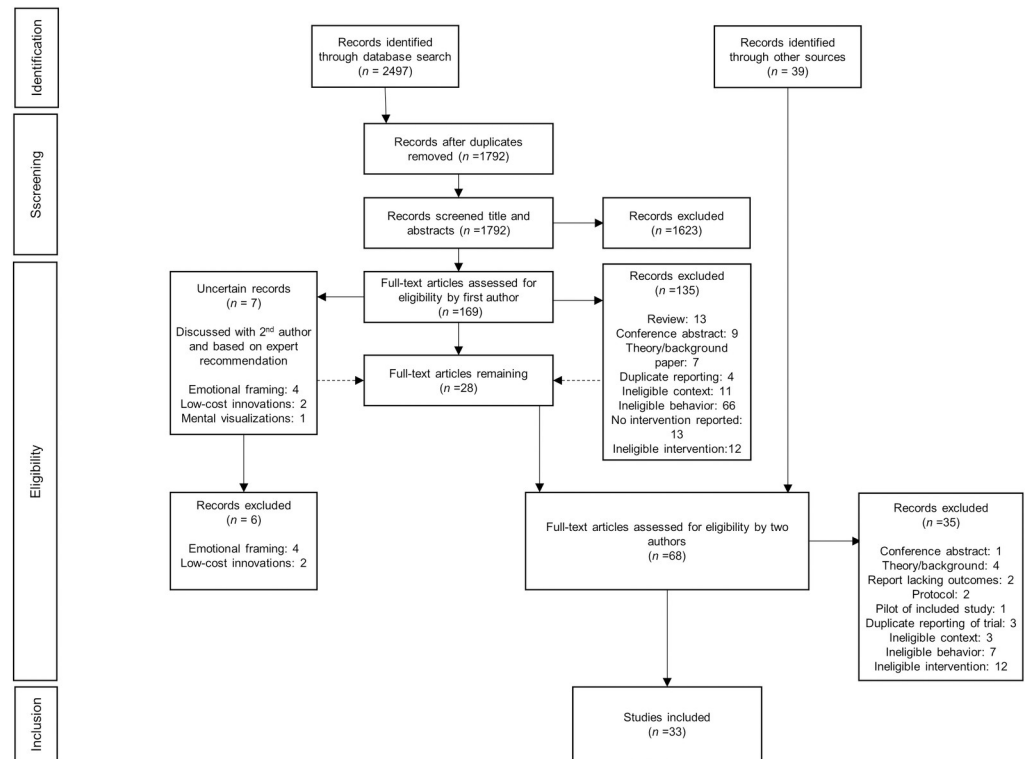 Identification
Records identified
through database search
(n = 2497)
Records identified
through other sources
(n = 39)
Sscreening
Records after duplicates
removed (n =1792)
Records screened title and
abstracts (n =1792)
Records excluded
(n =1623)
Eligibility
Uncertain records
(n = 7)
Discussed with 2nd author
and based on expert
recommendation
Emotional framing: 4
Low-cost innovations: 2
Mental visualizations: 1
Full-text articles assessed for
eligibility by first author
(n =169)
Records excluded
(n =135)
Review: 13
Conference abstract: 9
Theory/background
paper: 7
Duplicate reporting: 4
Ineligible context: 11
Ineligible behavior: 66
No intervention reported:
13
Ineligible intervention:12
Full-text articles remaining
(n =28)
Records excluded
(n = 6)
Emotional framing: 4
Low-cost innovations: 2
Full-text articles assessed for eligibility by two
authors
(n =68)
Records excluded
(n =35)
Conference abstract: 1
Theory/background: 4
Report lacking outcomes: 2
Protocol: 2
Pilot of included study: 1
Duplicate reporting of trial: 3
Ineligible context: 3
Ineligible behavior: 7
Ineligible intervention: 12
Inclusion
Studies included
(n =33)